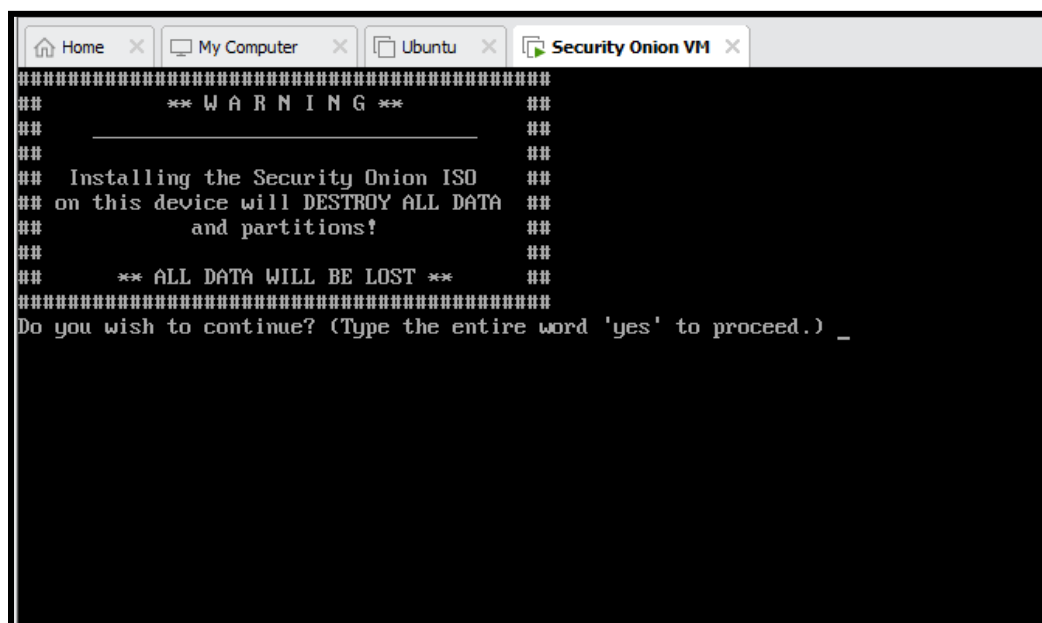 Home My Computer Ubuntu Security Onion VM
###########################################
## ** W A R N I N G ** ##
## _______________________________ ##
## ##
## Installing the Security Onion ISO ##
## on this device will DESTROY ALL DATA ##
## and partitions! ##
## ##
## ** ALL DATA WILL BE LOST ** ##
###########################################
Do you wish to continue? (Type the entire word 'yes' to proceed.) _